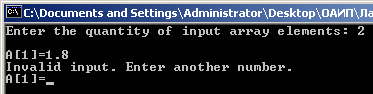 C:\Documents and Settings\Administrator\Desktop\ОАИП\Ла
Enter the quantity of input array elements: 2
A[1]=1.8
Invalid input. Enter another number.
A[1]=_